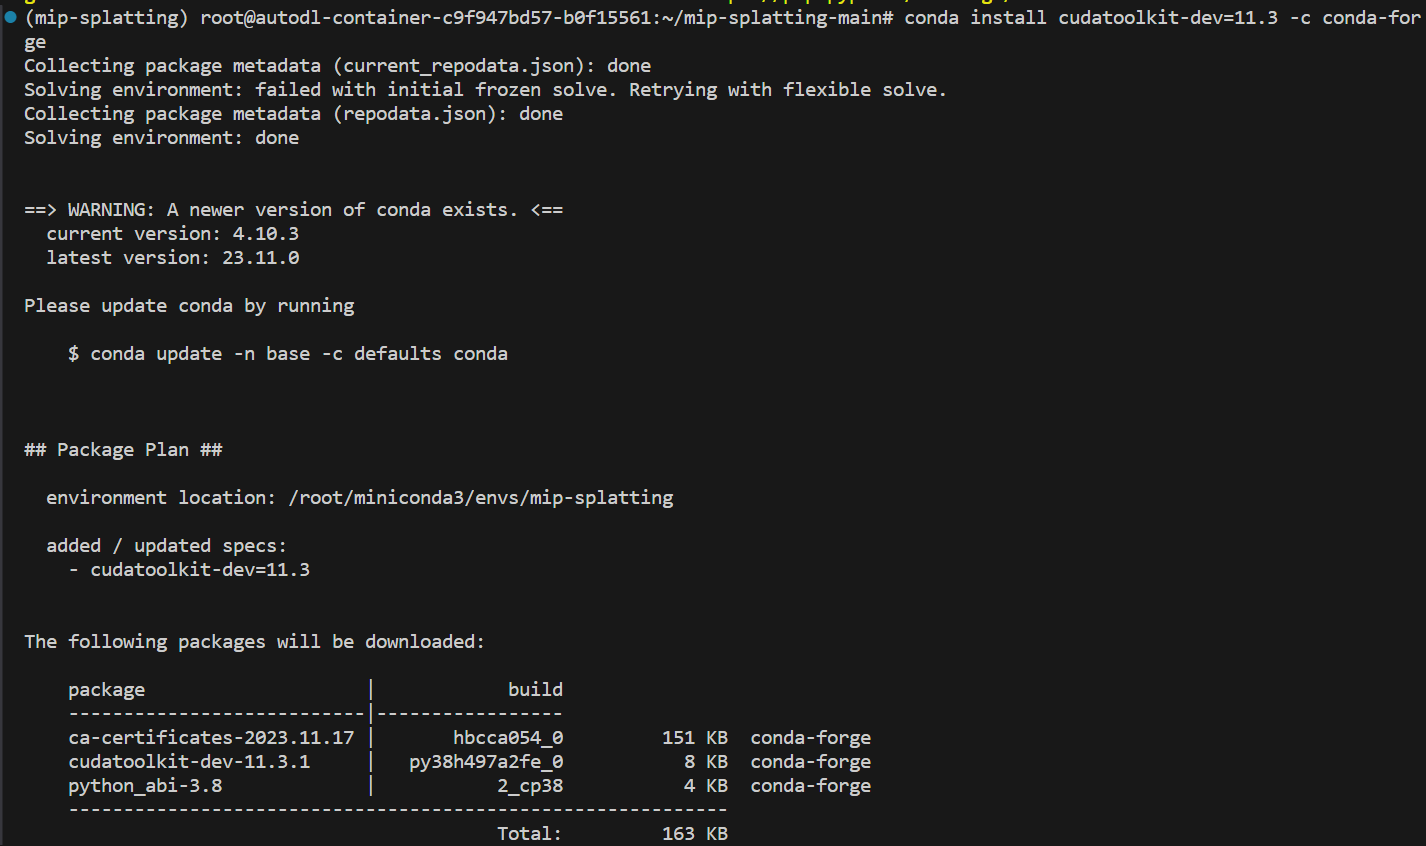 (mip-splatting) root@autodl-container-c9f947bd57-b0f15561:~/mip-splatting-main# conda install cudatoolkit-dev=11.3 -c conda-for
ge
Collecting package metadata (current_repodata.json): done
Solving environment: failed with initial frozen solve. Retrying with flexible solve.
Collecting package metadata (repodata.json): done
Solving environment: done
==> WARNING: A newer version of conda exists. <==
current version: 4.10.3
latest version: 23.11.0
Please update conda by running
$ conda update -n base -c defaults conda
## Package Plan ##
environment location: /root/miniconda3/envs/mip-splatting
added / updated specs:
- cudatoolkit-dev=11.3
The following packages will be downloaded:
package | build
---------------------------|-----------------
ca-certificates-2023.11.17 | hbcca054_0 151 KB conda-forge
cudatoolkit-dev-11.3.1 | py38h497a2fe_0 8 KB conda-forge
python_abi-3.8 | 2_cp38 4 KB conda-forge
------------------------------------------------------------
Total: 163 KB